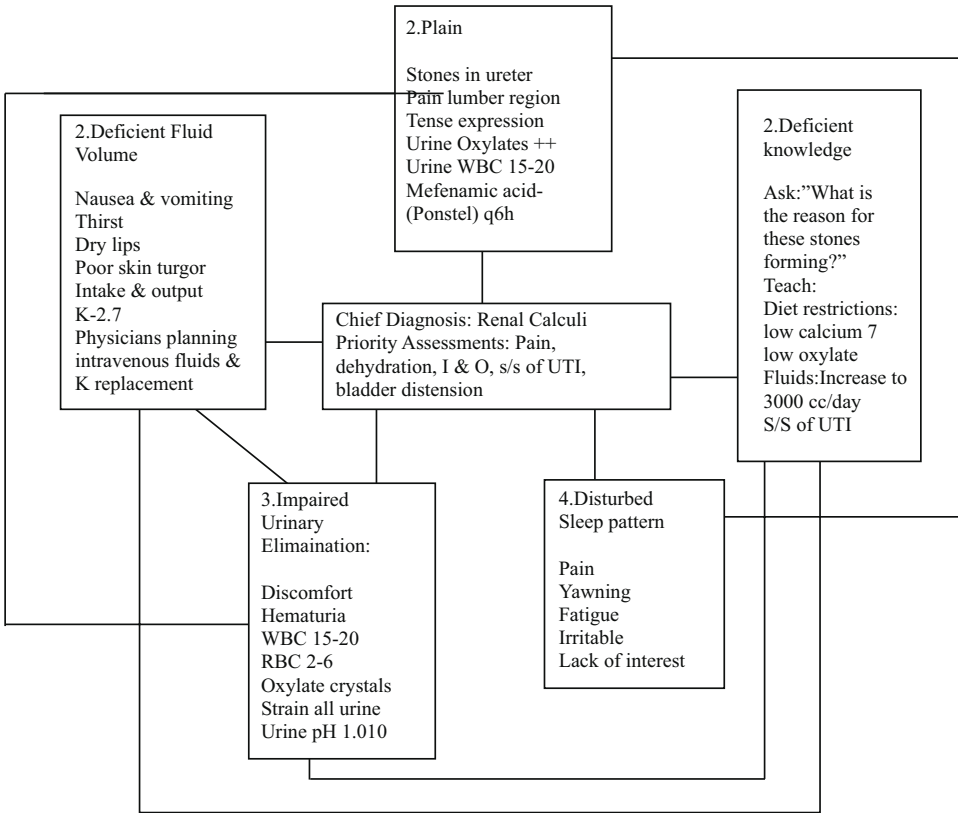 2.Plain
Stones in ureter
Pain lumber region
Tense expression
Urine Oxylates ++
Urine WBC 15-20
Mefenamic acid-
(Ponstel) q6h
2.Deficient Fluid
Volume
Nausea & vomiting
Thirst
Dry lips
Poor skin turgor
Intake & output
K-2.7
Physicians planning
intravenous fluids &
K replacement
2.Deficient
knowledge
Ask:”What is
the reason for
these stones
forming?”
Teach:
Diet restrictions:
low calcium 7
low oxylate
Fluids:Increase to
3000 cc/day
S/S of UTI
Chief Diagnosis: Renal Calculi
Priority Assessments: Pain,
dehydration, I & O, s/s of UTI,
bladder distension
3.Impaired
Urinary
Elimaination:
Discomfort
Hematuria
WBC 15-20
RBC 2-6
Oxylate crystals
Strain all urine
Urine pH 1.010
4.Disturbed
Sleep pattern
Pain
Yawning
Fatigue
Irritable
Lack of interest